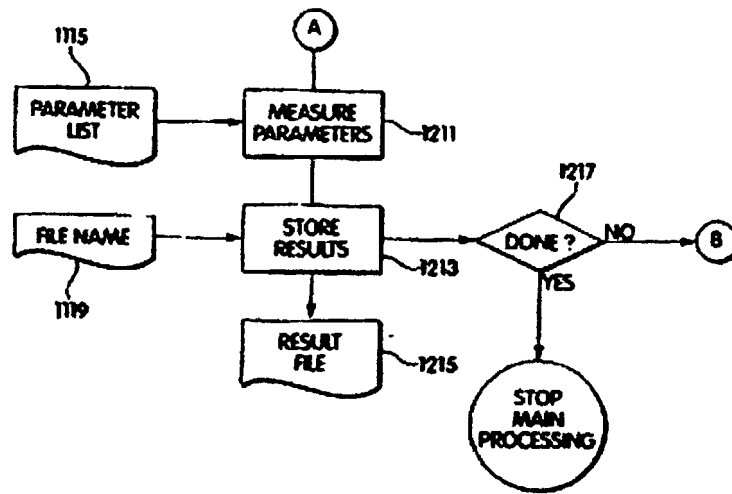 1115
A
PARAMETER
LIST
MEASURE
PARAMETERS
1211
1217
FILE NAME
STORE
RESULTS
DONE ?
NO
B
1213
1119
YES
RESULT
FILE
1215
STOP
MAIN
PROCESSING